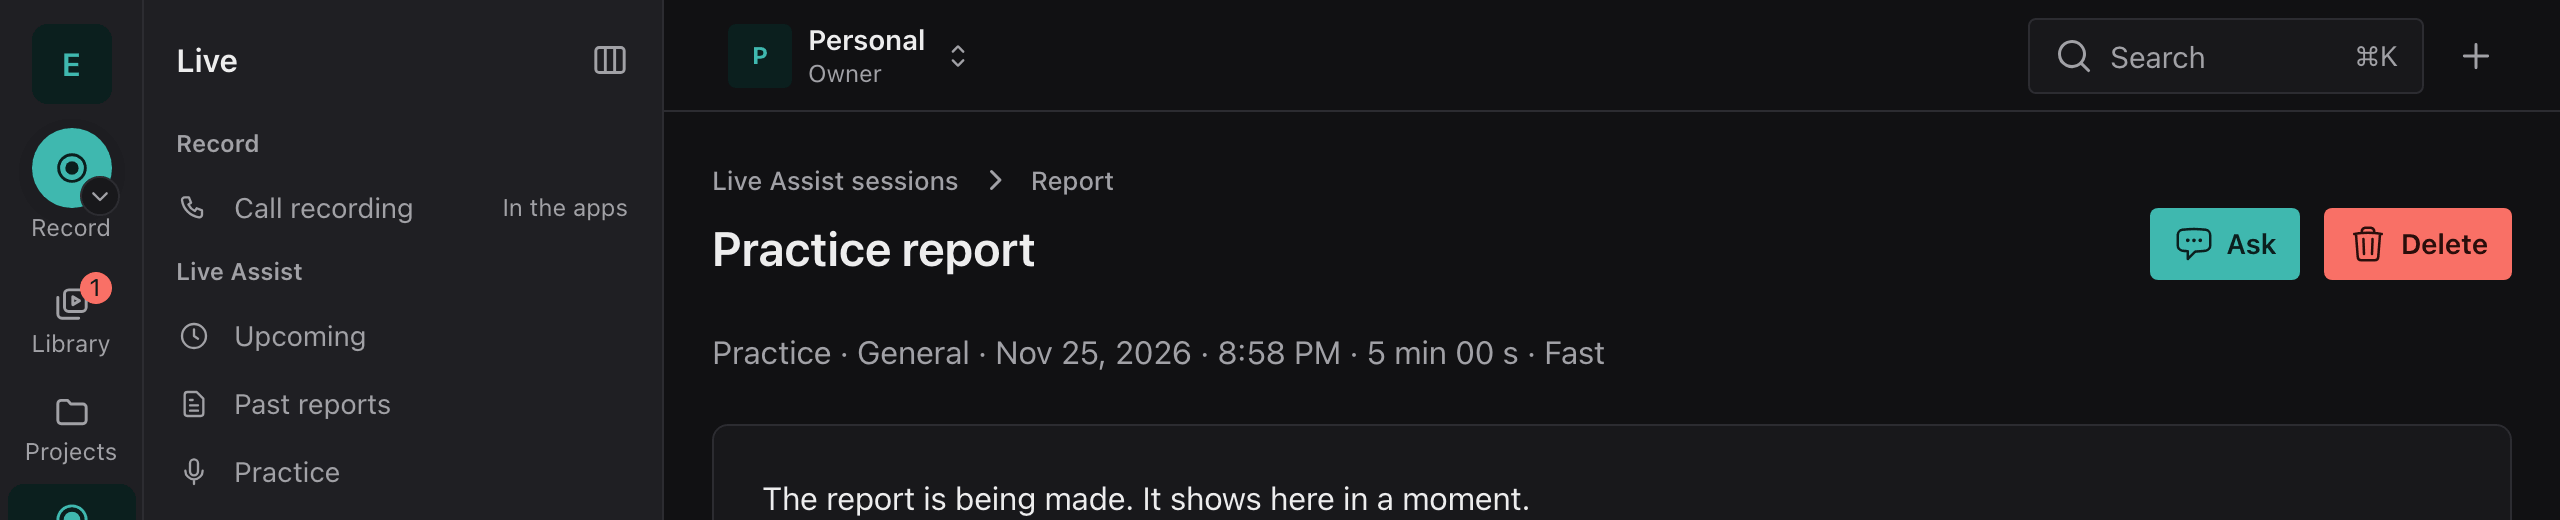 E
Record
1
Library
Projects
Live
Record
Call recording In the apps
Live Assist
Upcoming
Past reports
Practice
P
Personal
Owner
Search ⌘K
Live Assist sessions Report
Practice report
Ask
Delete
Practice · General · Nov 25, 2026 · 8:58 PM · 5 min 00 s · Fast
The report is being made. It shows here in a moment.